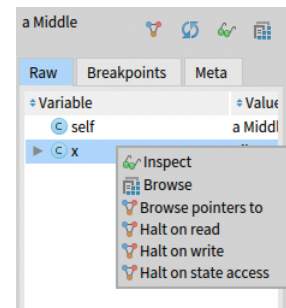 a Middle
Raw Breakpoints Meta
Variable Value
C self a Middl
C x
Inspect
Browse
Browse pointers to
Halt on read
Halt on write
Halt on state access